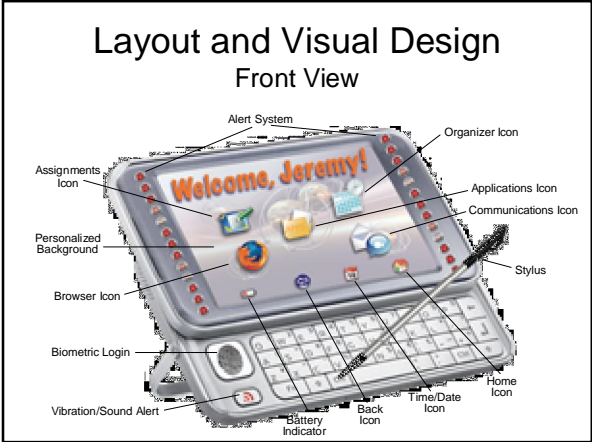 Layout and Visual Design
Front View
Alert System
Organizer Icon
Assignments
Icon
Welcome, Jeremy!
Applications Icon
Communications Icon
Personalized
Background
Stylus
Browser Icon
Biometric Login
Home
Icon
Time/Date
Icon
Back
Icon
Vibration/Sound Alert
Battery
Indicator